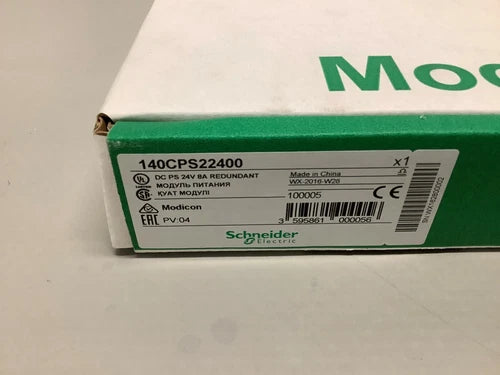 Mod
140CPS22400 x1
DC PS 24V 8A REDUNDANT Made in China
МОДУЛЬ ПИТАНИЯ WX-2016-W28
ҚУАТ МОДУЛІ 100005
Modicon
PV:04 3 595861 000056
Schneider
Electric